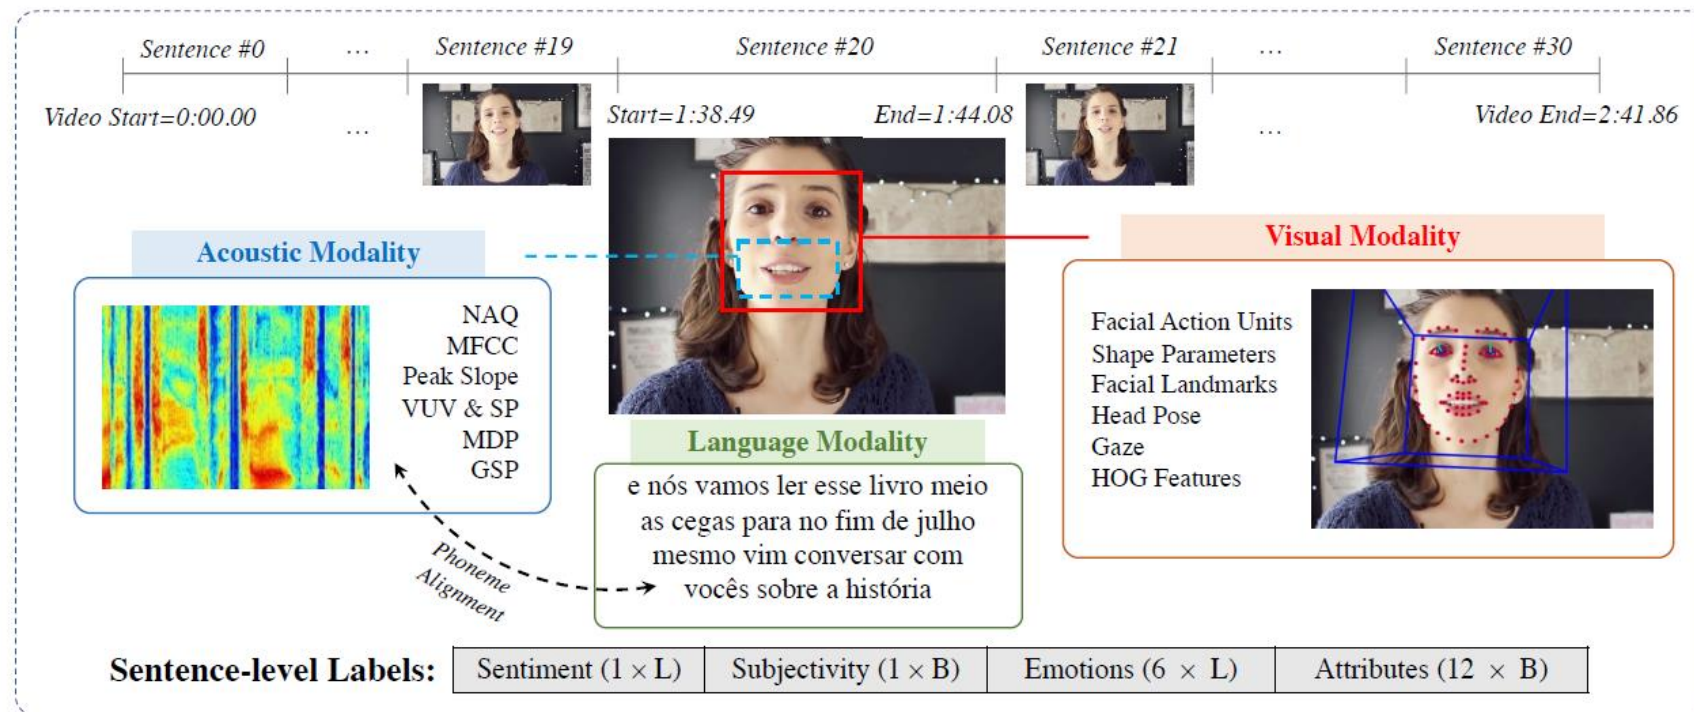 Sentence #0 ... Sentence #19 Sentence #20 Sentence #21 ... Sentence #30
Video Start=0:00.00 ... Start=1:38.49 End=1:44.08 ... Video End=2:41.86
Acoustic Modality
NAQ
MFCC
Peak Slope
VUV & SP
MDP
GSP
Visual Modality
Facial Action Units
Shape Parameters
Facial Landmarks
Head Pose
Gaze
HOG Features
Language Modality
e nós vamos ler esse livro meio
as cegas para no fim de julho
mesmo vim conversar com
vocês sobre a história
Phoneme
Alignment
Sentence-level Labels: Sentiment (1 × L) Subjectivity (1 × B) Emotions (6 × L) Attributes (12 × B)